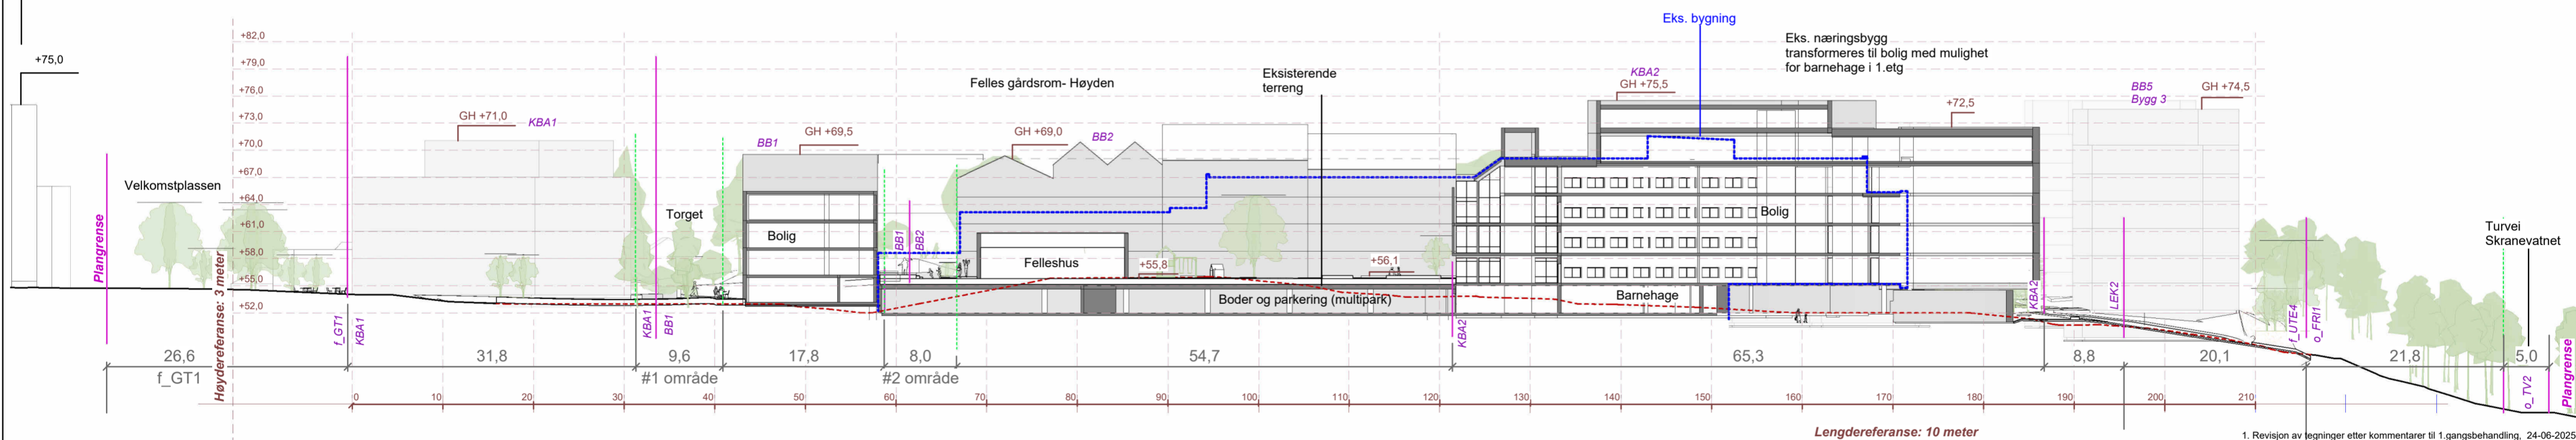 Eks. bygning
Eks. næringsbygg
transformeres til bolig med mulighet
for barnehage i 1.etg
+82,0
+79,0
+76,0
+73,0
+70,0
+67,0
+64,0
+61,0
+58,0
+55,0
+52,0
+75,0
Velkomstplassen
Plangrense
Høydereferanse: 3 meter
GH +71,0
KBA1
Torget
BB1
GH +69,5
Bolig
Felles gårdsrom- Høyden
GH +69,0
BB2
Eksisterende
terreng
KBA2
GH +75,5
+72,5
BB5
Bygg 3
GH +74,5
Turvei
Skranevatnet
BB1
BB2
Felleshus
+55,8
+56,1
Boder og parkering (multipark)
Bolig
Barnehage
f_GT1
KBA1
KBA1
BB1
KBA2
KBA2
LEK2
f_UTE4
o_FRI1
o_TV2
Plangrense
26,6
31,8
9,6
17,8
8,0
54,7
65,3
8,8
20,1
21,8
5,0
f_GT1
#1 område
#2 område
0 10 20 30 40 50 60 70 80 90 100 110 120 130 140 150 160 170 180 190 200 210
Lengdereferanse: 10 meter
1. Revisjon av tegninger etter kommentarer til 1.gangsbehandling, 24-06-2025